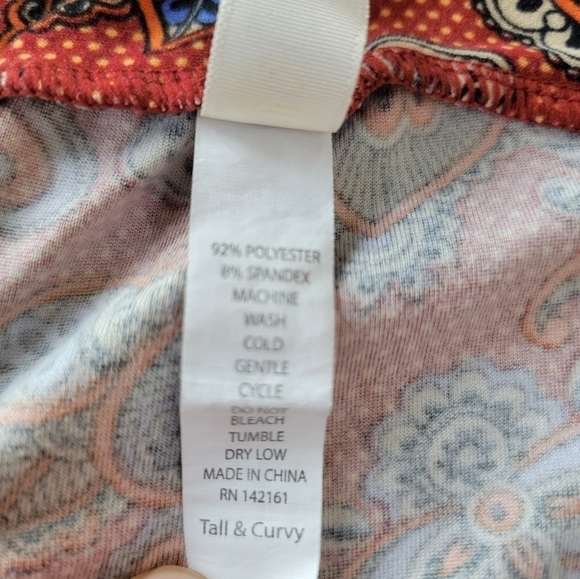 92% POLYESTER
8% SPANDEX
MACHINE
WASH
COLD
GENTLE
CYCLE
DO NOT
BLEACH
TUMBLE
DRY LOW
MADE IN CHINA
RN 142161
Tall & Curvy